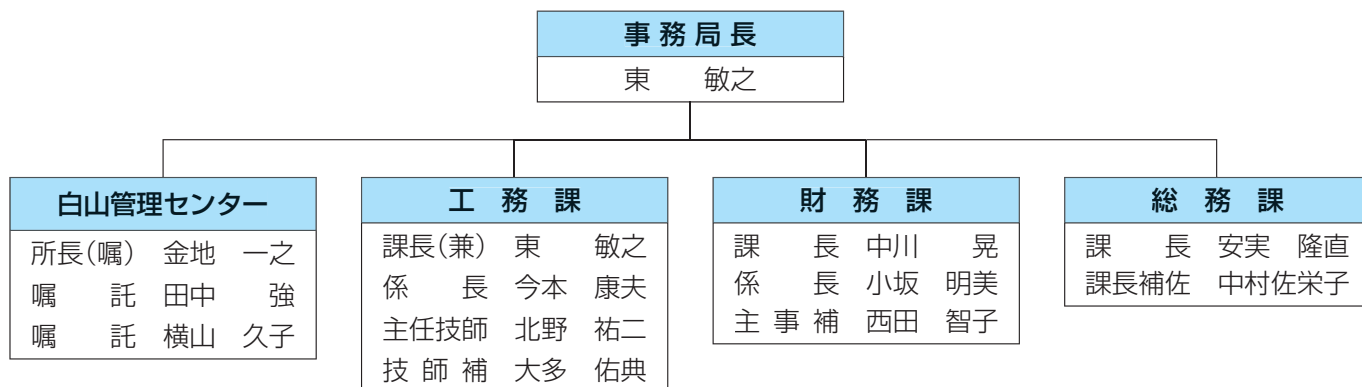 事務局長
東 敏之
白山管理センター
所長(嘱) 金地 一之
嘱託 田中 強
嘱託 横山 久子
工務課
課長(兼) 東 敏之
係長 今本 康夫
主任技師 北野 祐二
技師補 大多 佑典
財務課
課長 中川 晃
係長 小坂 明美
主事補 西田 智子
総務課
課長 安実 隆直
課長補佐 中村佐栄子